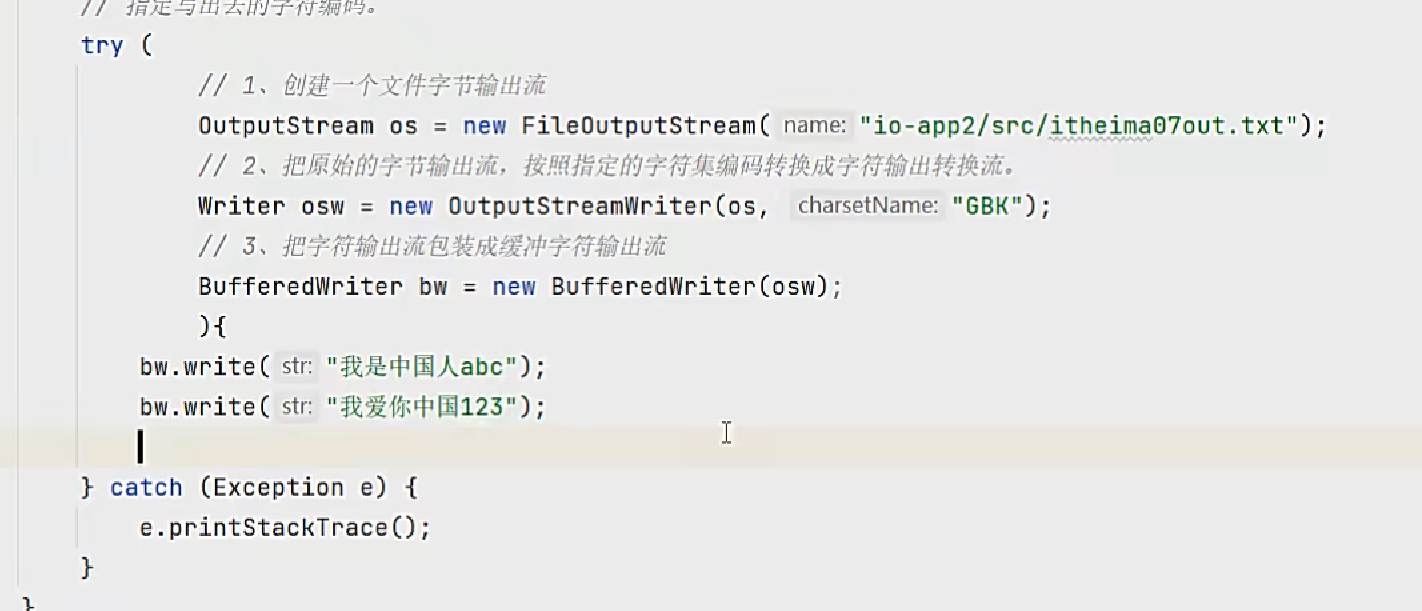 // 指定写出去的字符编码。
try (
// 1、创建一个文件字节输出流
OutputStream os = new FileOutputStream( name: "io-app2/src/itheima07out.txt");
// 2、把原始的字节输出流，按照指定的字符集编码转换成字符输出转换流。
Writer osw = new OutputStreamWriter(os, charsetName: "GBK");
// 3、把字符输出流包装成缓冲字符输出流
BufferedWriter bw = new BufferedWriter(osw);
){
bw.write( str: "我是中国人abc");
bw.write( str: "我爱你中国123");
} catch (Exception e) {
e.printStackTrace();
}
}